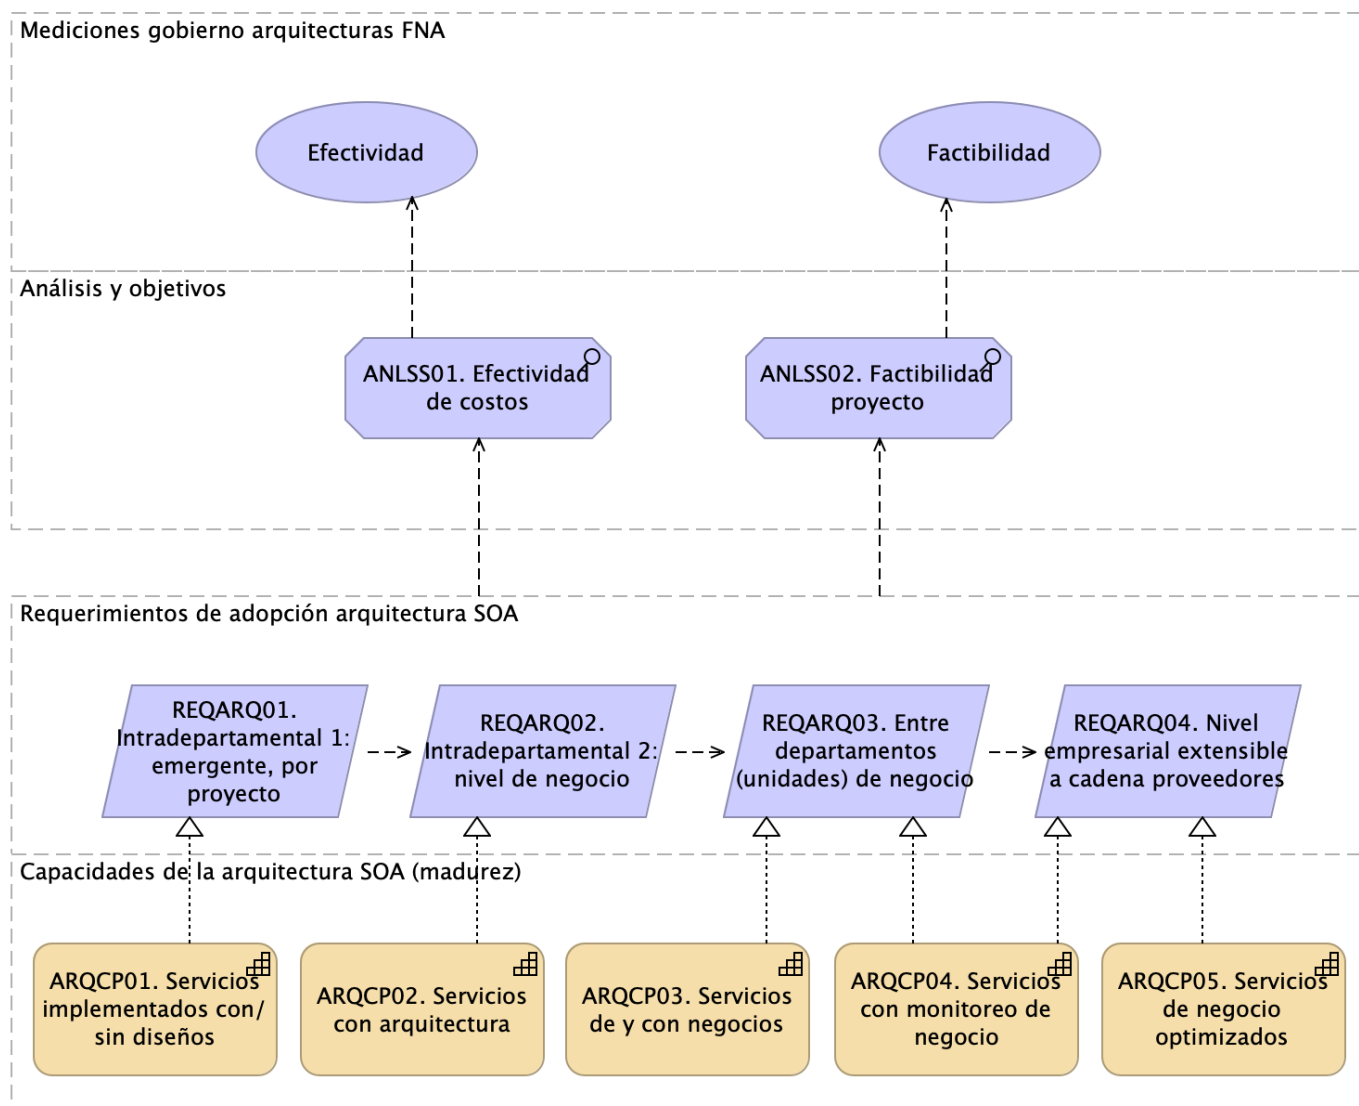 Mediciones gobierno arquitecturas FNA
Efectividad
Factibilidad
Análisis y objetivos
ANLSS01. Efectividad
de costos
ANLSS02. Factibilidad
proyecto
Requerimientos de adopción arquitectura SOA
REQARQ01.
Intradepartamental 1:
emergente, por
proyecto
REQARQ02.
Intradepartamental 2:
nivel de negocio
REQARQ03. Entre
departamentos
(unidades) de negocio
REQARQ04. Nivel
empresarial extensible
a cadena proveedores
Capacidades de la arquitectura SOA (madurez)
ARQCP01. Servicios
implementados con/
sin diseños
ARQCP02. Servicios
con arquitectura
ARQCP03. Servicios
de y con negocios
ARQCP04. Servicios
con monitoreo de
negocio
ARQCP05. Servicios
de negocio
optimizados